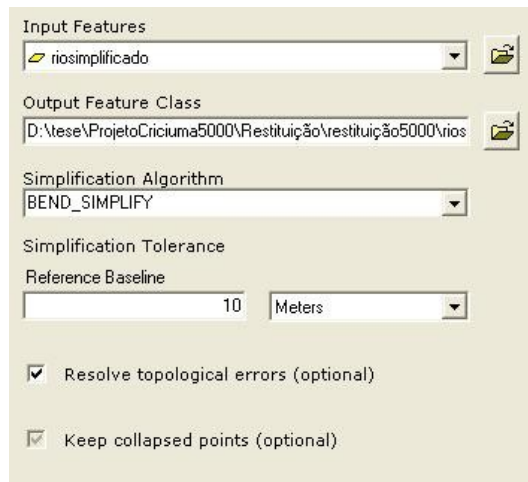 Input Features
riosimplificado
Output Feature Class
D:\tese\ProjetoCriciuma5000\Restituição\restituição5000\rios
Simplification Algorithm
BEND_SIMPLIFY
Simplification Tolerance
Reference Baseline
10 Meters
Resolve topological errors (optional)
Keep collapsed points (optional)